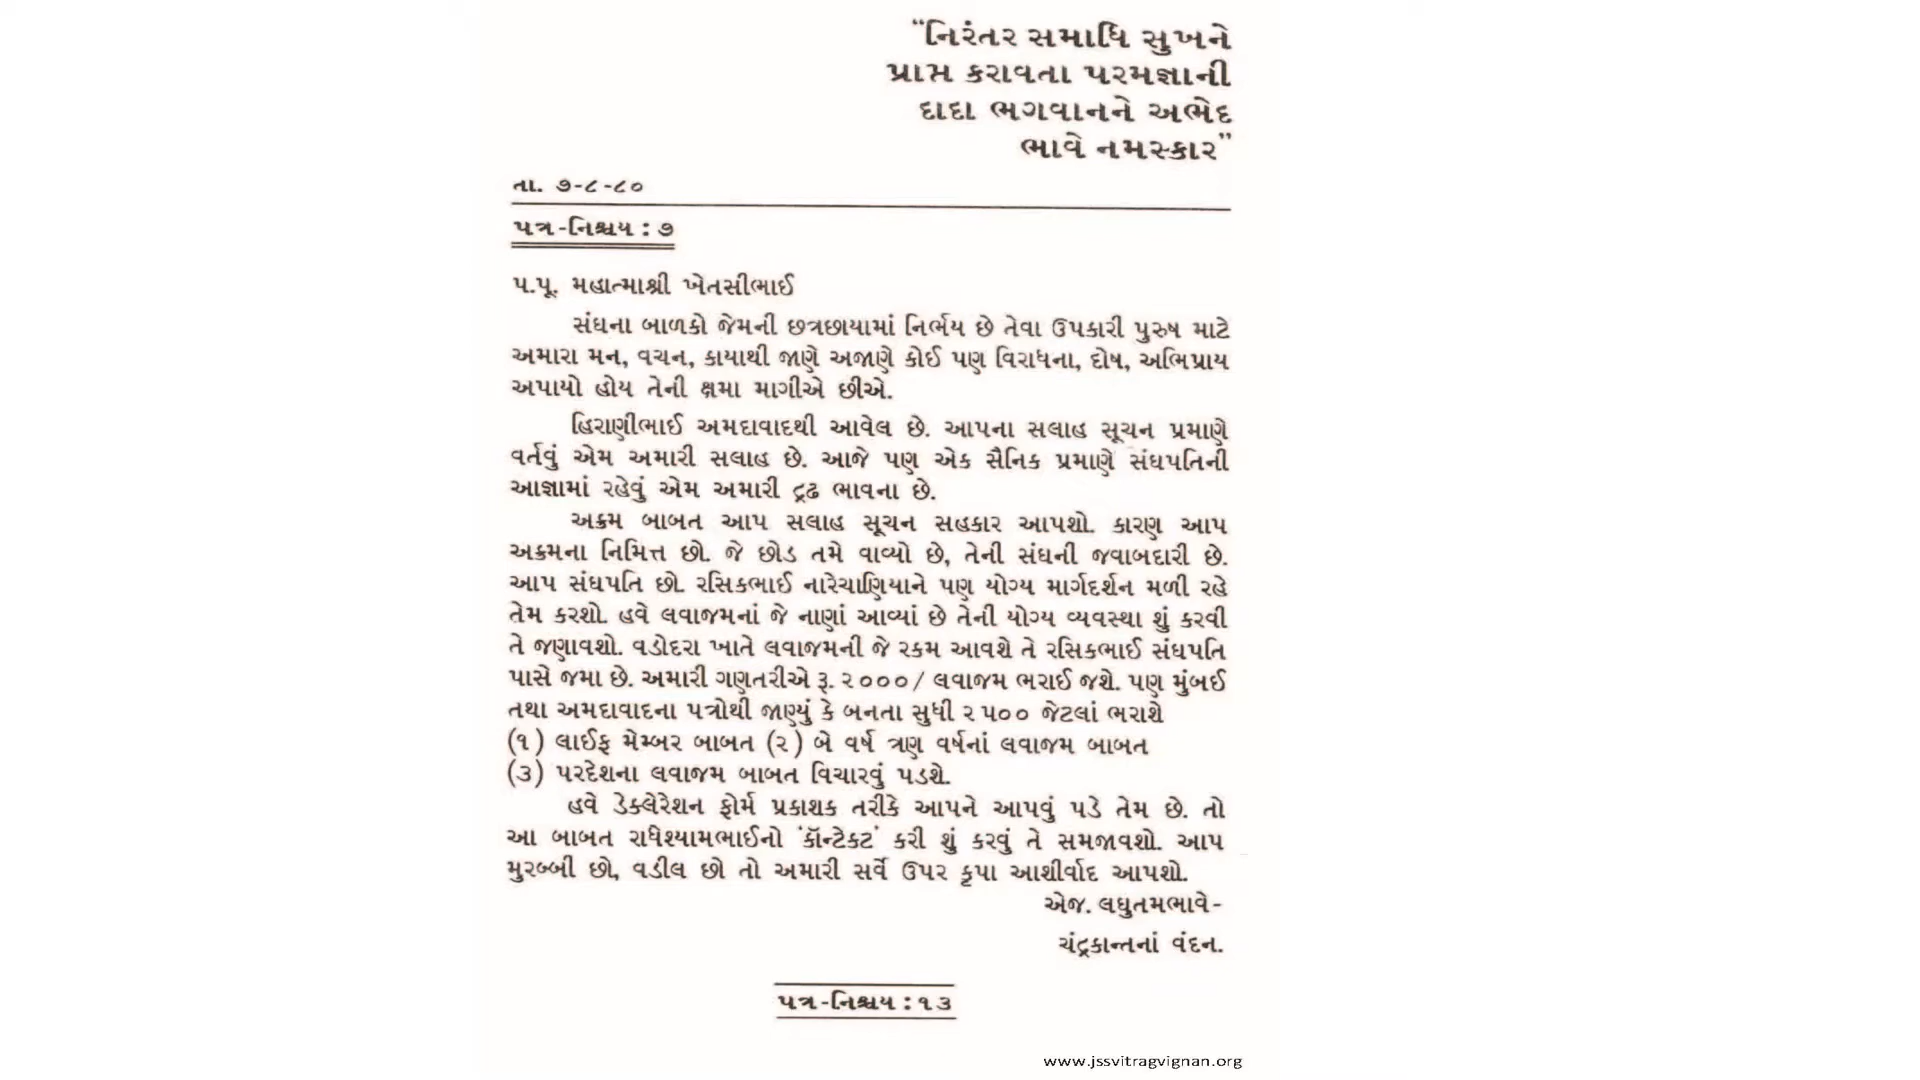 “નિરંતર સમાધિ સુખને
પ્રાપ્ત કરાવતા પરમજ્ઞાની
દાદા ભગવાનને અભેદ
ભાવે નમસ્કાર”
તા. ૭-૮-૮૦
પત્ર-નિશ્ચય : ૭
પ.પૂ. મહાત્માશ્રી ખેતસીભાઈ
સંઘના બાળકો જેમની છત્રછાયામાં નિર્ભય છે તેવા ઉપકારી પુરુષ માટે
અમારા મન, વચન, કાયાથી જાણે અજાણે કોઈ પણ વિરાધના, દોષ, અભિપ્રાય
અપાયો હોય તેની ક્ષમા માગીએ છીએ.
હિરાણીભાઈ અમદાવાદથી આવેલ છે. આપના સલાહ સૂચન પ્રમાણે
વર્તવું એમ અમારી સલાહ છે. આજે પણ એક સૈનિક પ્રમાણે સંઘપતિની
આજ્ઞામાં રહેવું એમ અમારી દ્રઢ ભાવના છે.
અક્રમ બાબત આપ સલાહ સૂચન સહકાર આપશો. કારણ આપ
અક્રમના નિમિત્ત છો. જે છોડ તમે વાવ્યો છે, તેની સંઘની જવાબદારી છે.
આપ સંઘપતિ છો. રસિકભાઈ નારેચાણિયાને પણ યોગ્ય માર્ગદર્શન મળી રહે
તેમ કરશો. હવે લવાજમનાં જે નાણાં આવ્યાં છે તેની યોગ્ય વ્યવસ્થા શું કરવી
તે જણાવશો. વડોદરા ખાતે લવાજમની જે રકમ આવશે તે રસિકભાઈ સંઘપતિ
પાસે જમા છે. અમારી ગણતરીએ રૂ. ૨૦૦૦/ લવાજમ ભરાઈ જશે. પણ મુંબઈ
તથા અમદાવાદના પત્રોથી જાણ્યું કે બનતા સુધી ૨૫૦૦ જેટલાં ભરાશે
(૧) લાઈફ મેમ્બર બાબત (૨) બે વર્ષ ત્રણ વર્ષનાં લવાજમ બાબત
(૩) પરદેશના લવાજમ બાબત વિચારવું પડશે.
હવે ડેક્લેરેશન ફોર્મ પ્રકાશક તરીકે આપને આપવું પડે તેમ છે. તો
આ બાબત રાધેશ્યામભાઈનો 'કૉન્ટેક્ટ' કરી શું કરવું તે સમજાવશો. આપ
મુરબ્બી છો, વડીલ છો તો અમારી સર્વે ઉપર કૃપા આશીર્વાદ આપશો.
એજ. લઘુતમભાવે-
ચંદ્રકાન્તનાં વંદન.
પત્ર-નિશ્ચય : ૧૩
www.jssvitragvignan.org